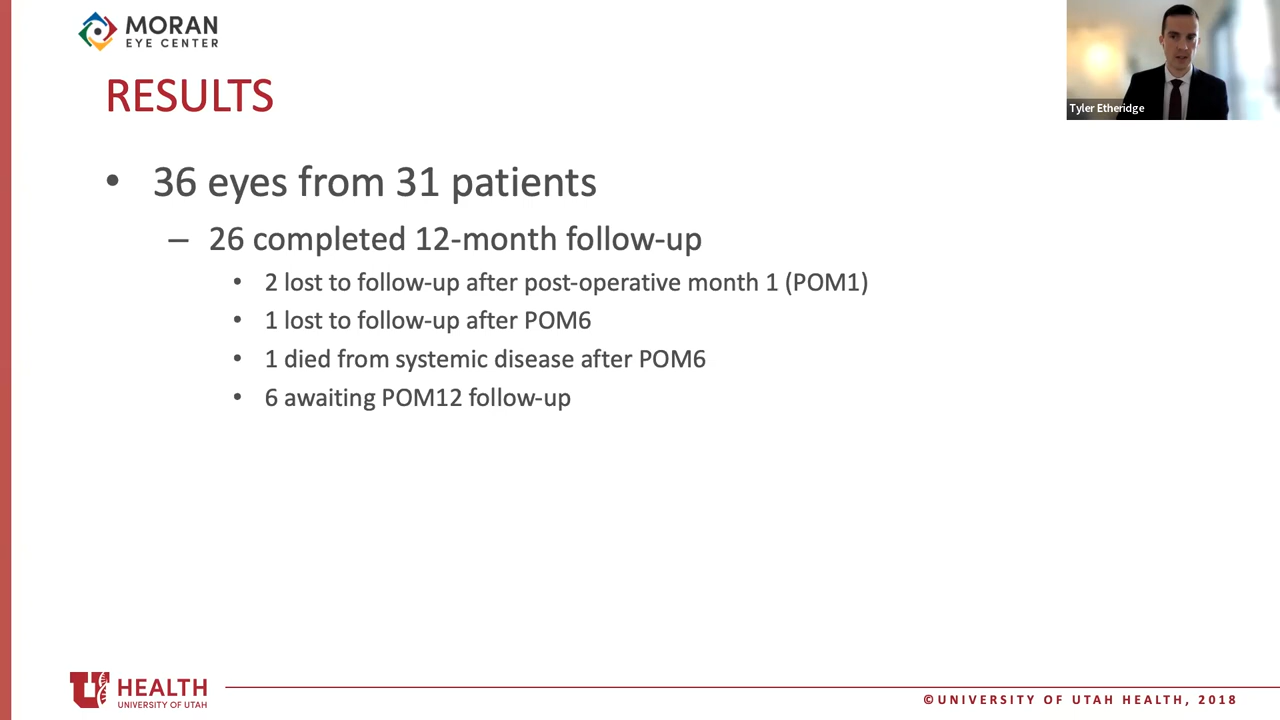 MORAN
EYE CENTER
Tyler Etheridge
RESULTS
• 36 eyes from 31 patients
– 26 completed 12-month follow-up
• 2 lost to follow-up after post-operative month 1 (POM1)
• 1 lost to follow-up after POM6
• 1 died from systemic disease after POM6
• 6 awaiting POM12 follow-up
U HEALTH
UNIVERSITY OF UTAH
©UNIVERSITY OF UTAH HEALTH, 2018